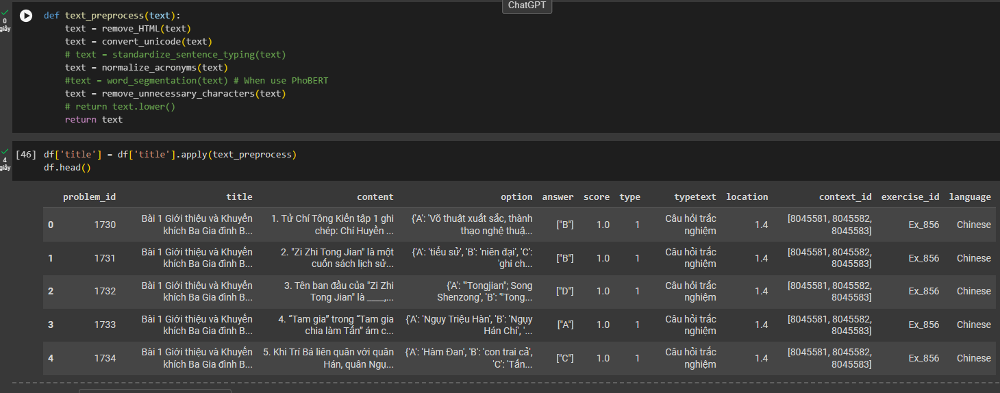 ChatGPT
0
giây
def text_preprocess(text):
text = remove_HTML(text)
text = convert_unicode(text)
# text = standardize_sentence_typing(text)
text = normalize_acronyms(text)
#text = word_segmentation(text) # When use PhoBERT
text = remove_unnecessary_characters(text)
# return text.lower()
return text
4
giây
[46] df['title'] = df['title'].apply(text_preprocess)
df.head()
problem_id title content option answer score type typetext location context_id exercise_id language
0 1730 Bài 1 Giới thiệu và Khuyến khích Ba Gia đình B... 1. Tử Chí Tông Kiến tập 1 ghi chép: Chí Huyền ... {'A': 'Võ thuật xuất sắc, thành thạo nghệ thuậ... ["B"] 1.0 1 Câu hỏi trắc nghiệm 1.4 [8045581, 8045582, 8045583] Ex_856 Chinese
1 1731 Bài 1 Giới thiệu và Khuyến khích Ba Gia đình B... 2. "Zi Zhi Tong Jian" là một cuốn sách lịch sử... {'A': 'tiểu sử', 'B': 'niên đại', 'C': 'ghi ch... ["B"] 1.0 1 Câu hỏi trắc nghiệm 1.4 [8045581, 8045582, 8045583] Ex_856 Chinese
2 1732 Bài 1 Giới thiệu và Khuyến khích Ba Gia đình B... 3. Tên ban đầu của "Zi Zhi Tong Jian" là ____,... {'A': '"Tongjian"; Song Shenzong', 'B': '"Tong... ["D"] 1.0 1 Câu hỏi trắc nghiệm 1.4 [8045581, 8045582, 8045583] Ex_856 Chinese
3 1733 Bài 1 Giới thiệu và Khuyến khích Ba Gia đình B... 4. “Tam gia” trong “Tam gia chia làm Tấn” ám c... {'A': 'Ngụy Triệu Hàn', 'B': 'Ngụy Hán Chí', '... ["A"] 1.0 1 Câu hỏi trắc nghiệm 1.4 [8045581, 8045582, 8045583] Ex_856 Chinese
4 1734 Bài 1 Giới thiệu và Khuyến khích Ba Gia đình B... 5. Khi Trí Bá liên quân với quân Hán, quân Ngụ... {'A': 'Hàm Đan', 'B': 'con trai cả', 'C': 'Tấn... ["C"] 1.0 1 Câu hỏi trắc nghiệm 1.4 [8045581, 8045582, 8045583] Ex_856 Chinese